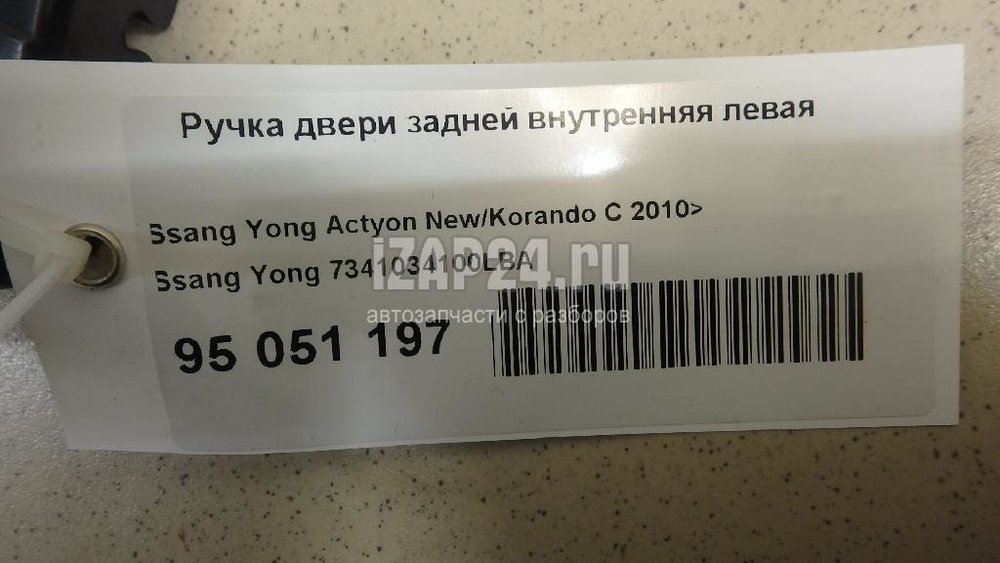 Ручка двери задней внутренняя левая
Ssang Yong Actyon New/Korando C 2010>
Ssang Yong 7341034100LBA
iZAP24.ru
автозапчасти с разборов
95 051 197